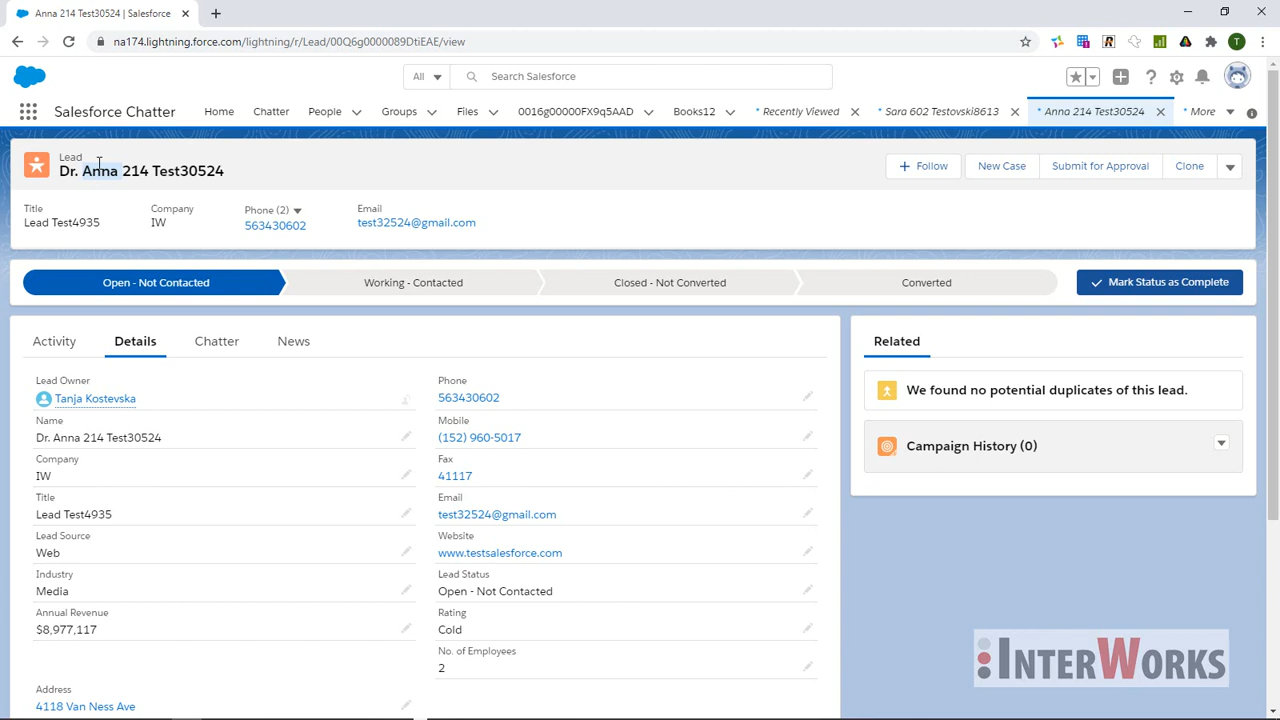 Anna 214 Test30524 | Salesforce
na174.lightning.force.com/lightning/r/Lead/00Q6g0000089DtiEAE/view
T
All
Search Salesforce
Salesforce Chatter
Home
Chatter
People
Groups
Files
0016g00000FX9q5AAD
Books12
* Recently Viewed
* Sara 602 Testovski8613
* Anna 214 Test30524
* More
Lead
Dr. Anna 214 Test30524
+ Follow
New Case
Submit for Approval
Clone
Title
Lead Test4935
Company
IW
Phone (2)
563430602
Email
test32524@gmail.com
Open - Not Contacted
Working - Contacted
Closed - Not Converted
Converted
Mark Status as Complete
Activity
Details
Chatter
News
Lead Owner
Tanja Kostevska
Name
Dr. Anna 214 Test30524
Company
IW
Title
Lead Test4935
Lead Source
Web
Industry
Media
Annual Revenue
$8,977,117
Address
4118 Van Ness Ave
Phone
563430602
Mobile
(152) 960-5017
Fax
41117
Email
test32524@gmail.com
Website
www.testsalesforce.com
Lead Status
Open - Not Contacted
Rating
Cold
No. of Employees
2
Related
We found no potential duplicates of this lead.
Campaign History (0)
INTERWORKS